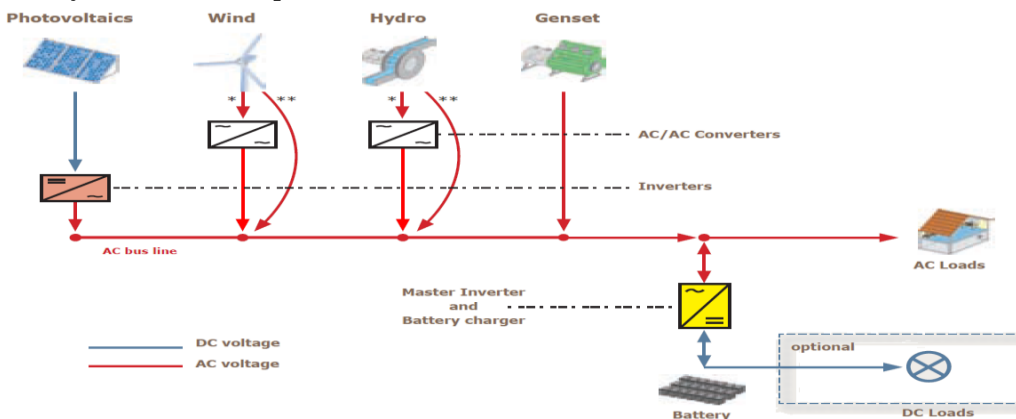 Photovoltaics Wind Hydro Genset
* ** * **
AC/AC Converters
Inverters
AC bus line
AC Loads
Master Inverter
and
Battery charger
DC voltage
AC voltage
optional
Battery
DC Loads